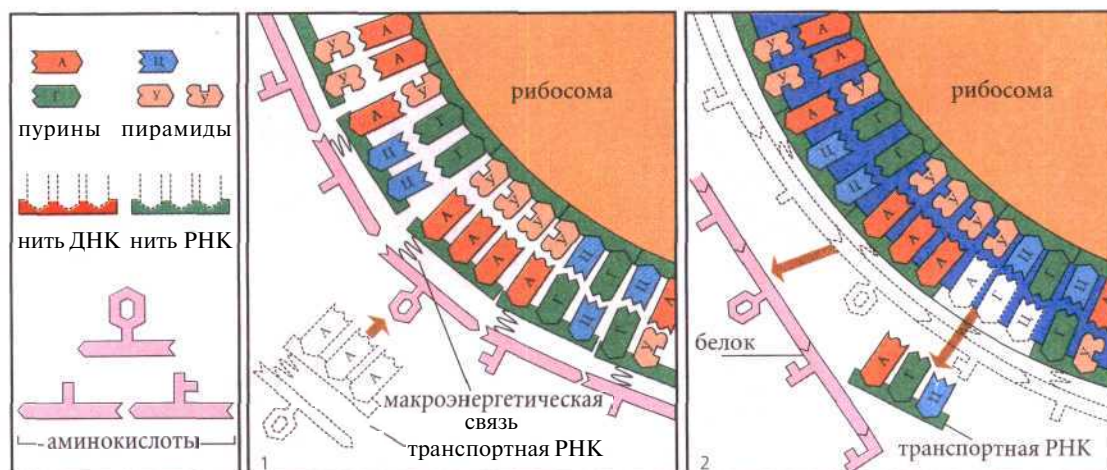 А Ц
Г У У
пурины пирамиды
нить ДНК нить РНК
аминокислоты
рибосома
У А
У А
А У
Ц Г
Ц Г
А У
А У
А У
Г Ц
Ц Г
Г Ц
У А
А
А
А
макроэнергетическая
связь
транспортная РНК
1
рибосома
У А
У А
А У
Ц Г
Ц Г
А У
А У
А У
Г Ц
Ц Г
Г Ц
У А
белок
А Г Ц
транспортная РНК
2